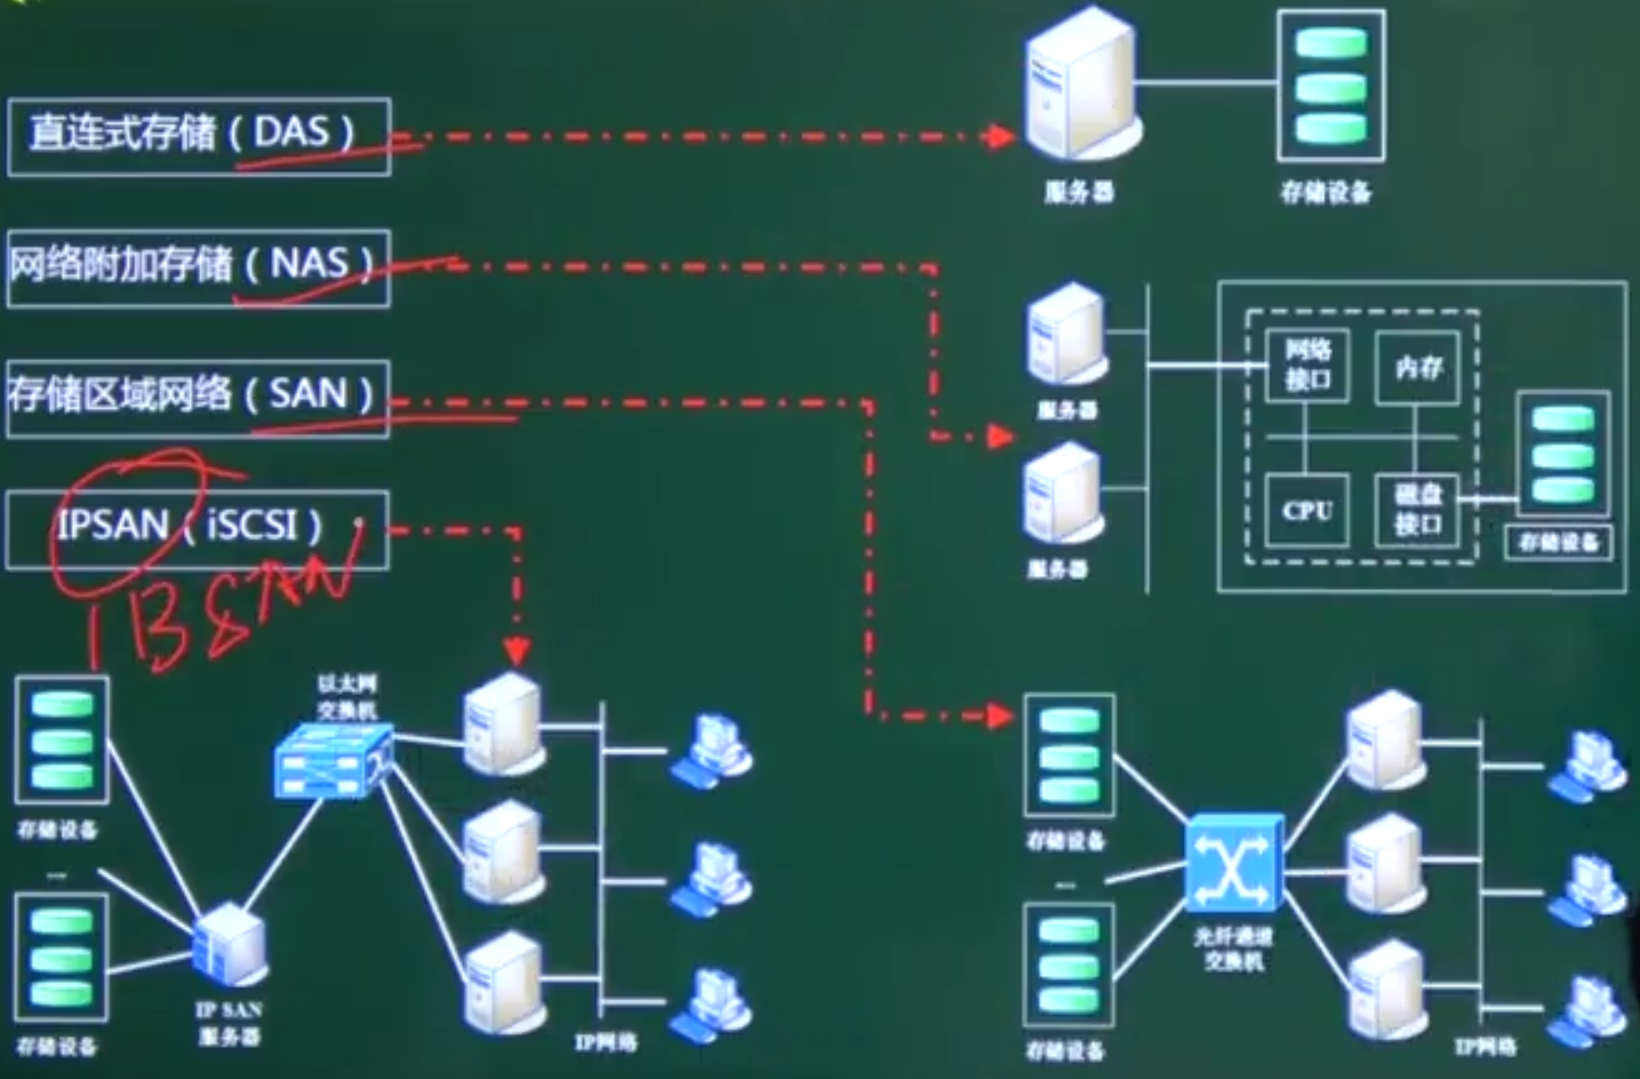 直连式存储（DAS）
网络附加存储（NAS）
存储区域网络（SAN）
IPSAN（iSCSI）
IBSAN
服务器
存储设备
服务器
服务器
网络
接口
内存
CPU
磁盘
接口
存储设备
存储设备
...
存储设备
IP SAN
服务器
以太网
交换机
IP网络
存储设备
...
存储设备
光纤通道
交换机
IP网络